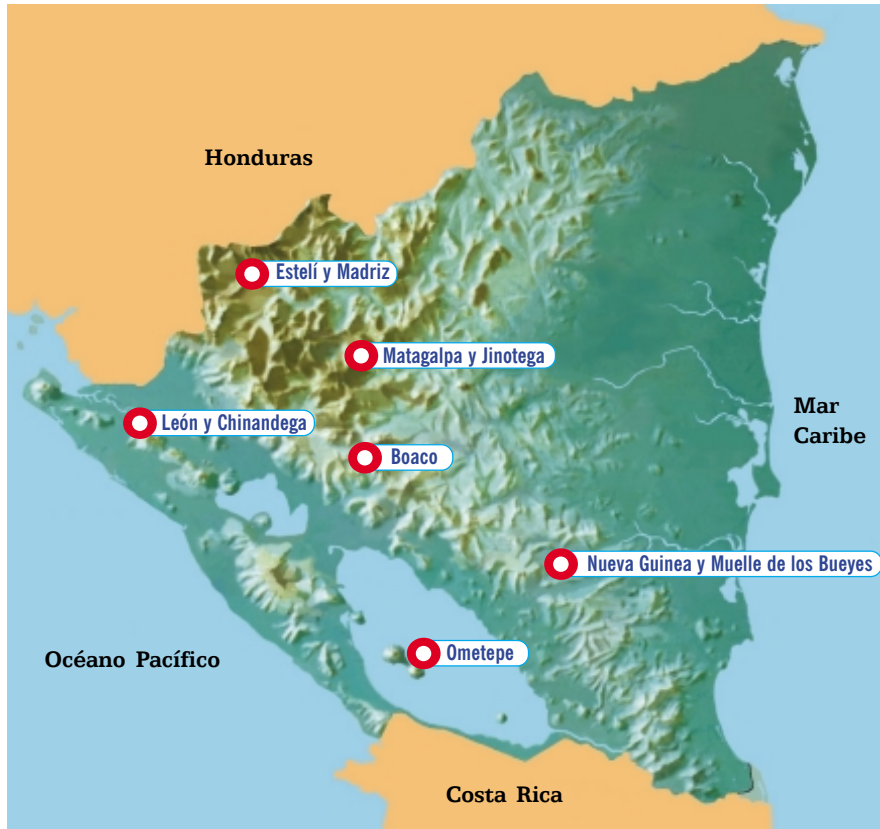 Honduras
Estelí y Madriz
Matagalpa y Jinotega
León y Chinandega
Mar
Caribe
Boaco
Nueva Guinea y Muelle de los Bueyes
Océano Pacífico
Ometepe
Costa Rica